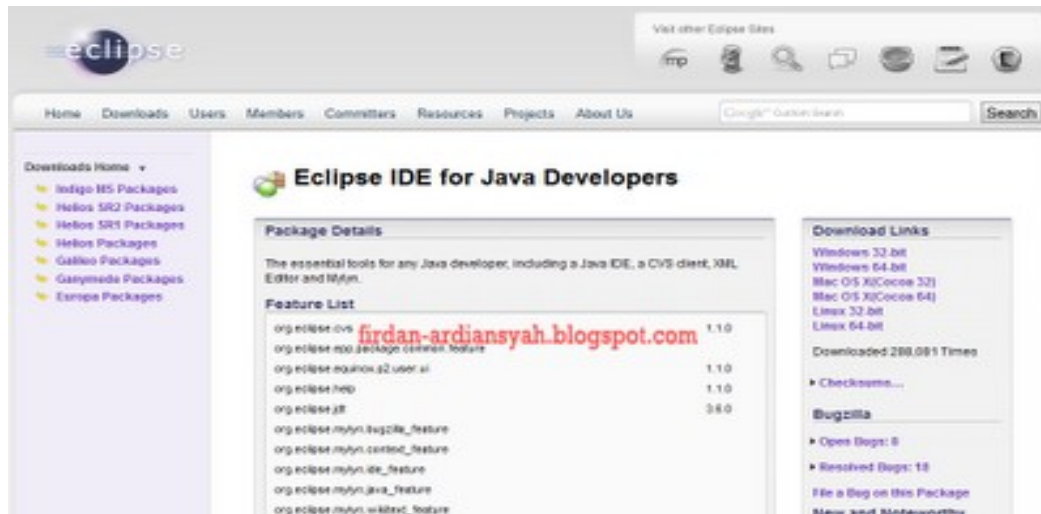 eclipse
Visit other Eclipse Sites
mp
Home Downloads Users Members Committers Resources Projects About Us
Google™ Custom Search
Search
Downloads Home
Indigo M5 Packages
Helios SR2 Packages
Helios SR1 Packages
Helios Packages
Galileo Packages
Ganymede Packages
Europa Packages
Eclipse IDE for Java Developers
Package Details
The essential tools for any Java developer, including a Java IDE, a CVS client, XML
Editor and Mylyn.
Feature List
org.eclipse.cvs 1.1.0
firdan-ardiansyah.blogspot.com
org.eclipse.epp.package.common.feature
org.eclipse.equinox.p2.user.ui 1.1.0
org.eclipse.help 1.1.0
org.eclipse.jdt 3.6.0
org.eclipse.mylyn.bugzilla_feature
org.eclipse.mylyn.context_feature
org.eclipse.mylyn.ide_feature
org.eclipse.mylyn.java_feature
org.eclipse.mylyn.wikitext_feature
Download Links
Windows 32-bit
Windows 64-bit
Mac OS X(Cocoa 32)
Mac OS X(Cocoa 64)
Linux 32-bit
Linux 64-bit
Downloaded 288,081 Times
Checksums...
Bugzilla
Open Bugs: 8
Resolved Bugs: 18
File a Bug on this Package
New and Noteworthy